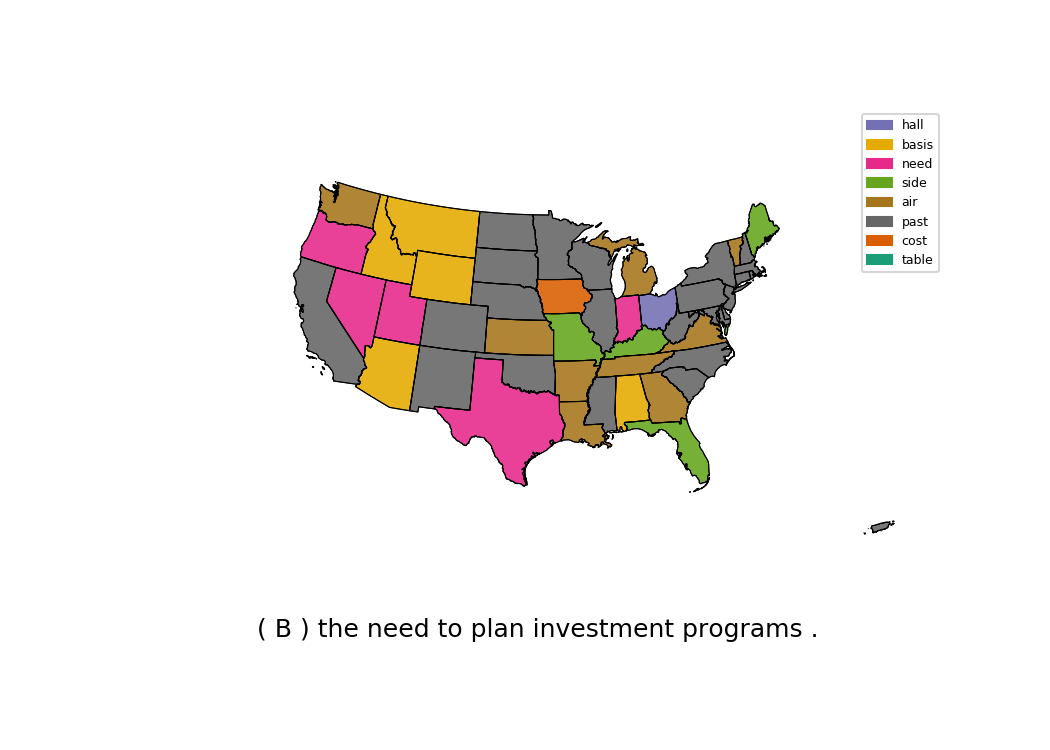 hall
basis
need
side
air
past
cost
table
( B ) the need to plan investment programs .